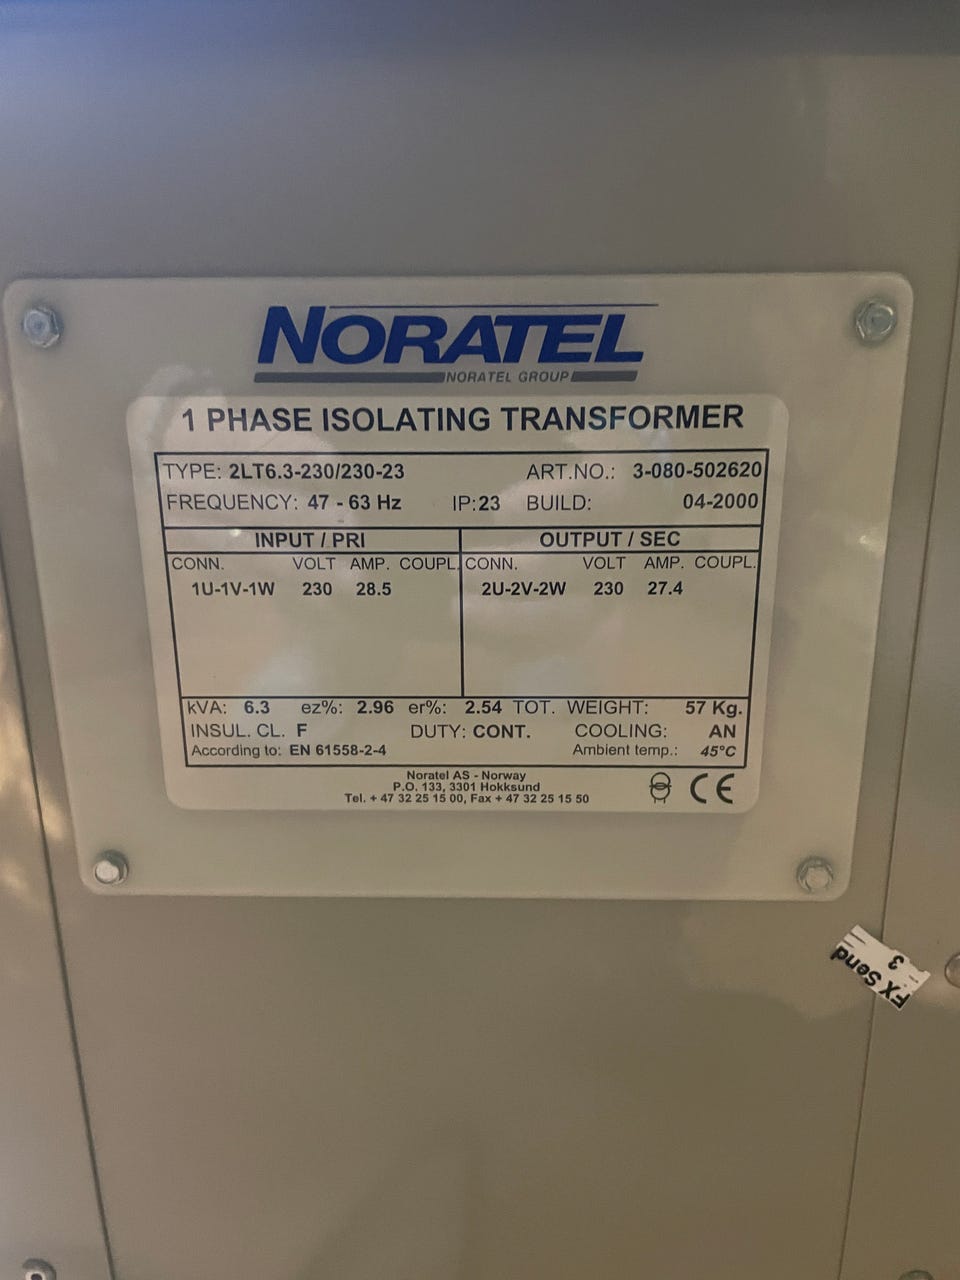 NORATEL
NORATEL GROUP
1 PHASE ISOLATING TRANSFORMER
TYPE: 2LT6.3-230/230-23 ART.NO.: 3-080-502620
FREQUENCY: 47 - 63 Hz IP:23 BUILD: 04-2000
INPUT / PRI OUTPUT / SEC
CONN. VOLT AMP. COUPL. CONN. VOLT AMP. COUPL.
1U-1V-1W 230 28.5 2U-2V-2W 230 27.4
kVA: 6.3 ez%: 2.96 er%: 2.54 TOT. WEIGHT: 57 Kg.
INSUL. CL. F DUTY: CONT. COOLING: AN
According to: EN 61558-2-4 Ambient temp.: 45°C
Noratel AS - Norway
P.O. 133, 3301 Hokksund
Tel. + 47 32 25 15 00, Fax + 47 32 25 15 50
CE
FX Send
3